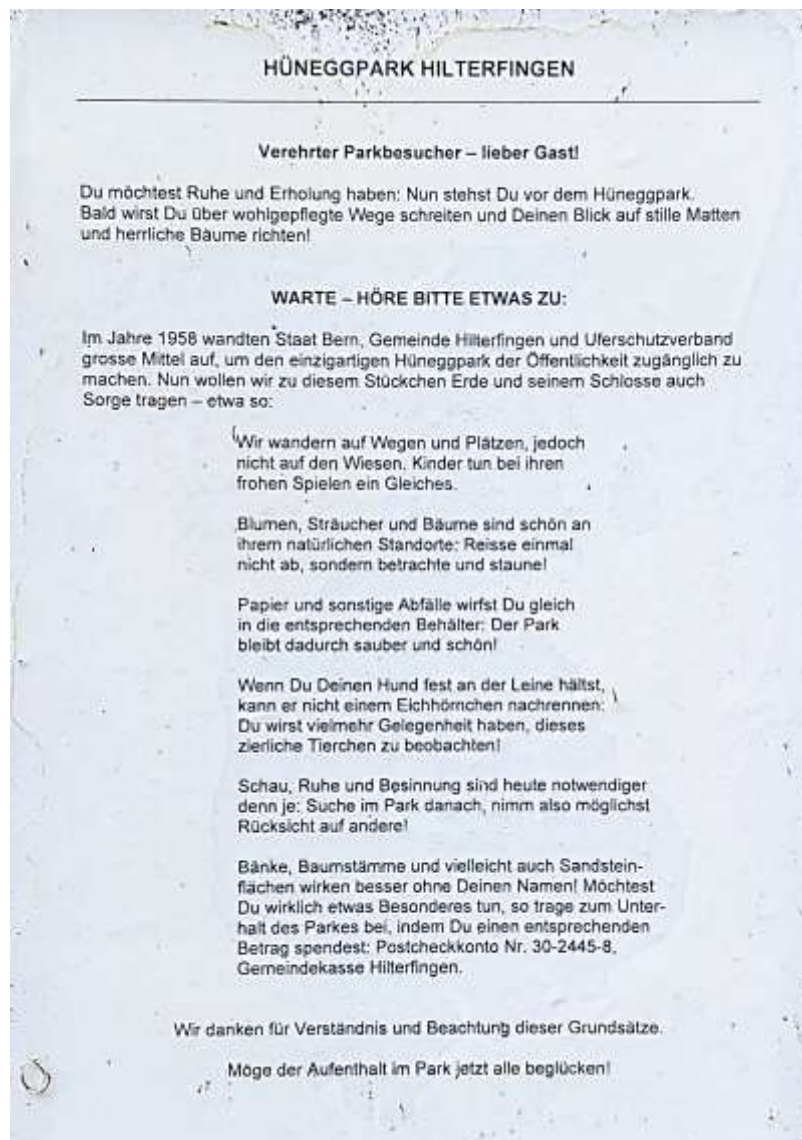 HÜNEGGPARK HILTERFINGEN
Verehrter Parkbesucher – lieber Gast!
Du möchtest Ruhe und Erholung haben: Nun stehst Du vor dem Hüneggpark.
Bald wirst Du über wohlgepflegte Wege schreiten und Deinen Blick auf stille Matten
und herrliche Bäume richten!
WARTE – HÖRE BITTE ETWAS ZU:
Im Jahre 1958 wandten Staat Bern, Gemeinde Hilterfingen und Uferschutzverband
grosse Mittel auf, um den einzigartigen Hüneggpark der Öffentlichkeit zugänglich zu
machen. Nun wollen wir zu diesem Stückchen Erde und seinem Schlosse auch
Sorge tragen – etwa so:
Wir wandern auf Wegen und Plätzen, jedoch
nicht auf den Wiesen. Kinder tun bei ihren
frohen Spielen ein Gleiches.
Blumen, Sträucher und Bäume sind schön an
ihrem natürlichen Standorte: Reisse einmal
nicht ab, sondern betrachte und staune!
Papier und sonstige Abfälle wirfst Du gleich
in die entsprechenden Behälter: Der Park
bleibt dadurch sauber und schön!
Wenn Du Deinen Hund fest an der Leine hältst,
kann er nicht einem Eichhörnchen nachrennen:
Du wirst vielmehr Gelegenheit haben, dieses
zierliche Tierchen zu beobachten!
Schau, Ruhe und Besinnung sind heute notwendiger
denn je: Suche im Park danach, nimm also möglichst
Rücksicht auf andere!
Bänke, Baumstämme und vielleicht auch Sandstein-
flächen wirken besser ohne Deinen Namen! Möchtest
Du wirklich etwas Besonderes tun, so trage zum Unter-
halt des Parkes bei, indem Du einen entsprechenden
Betrag spendest: Postcheckkonto Nr. 30-2445-8,
Gemeindekasse Hilterfingen.
Wir danken für Verständnis und Beachtung dieser Grundsätze.
Möge der Aufenthalt im Park jetzt alle beglücken!